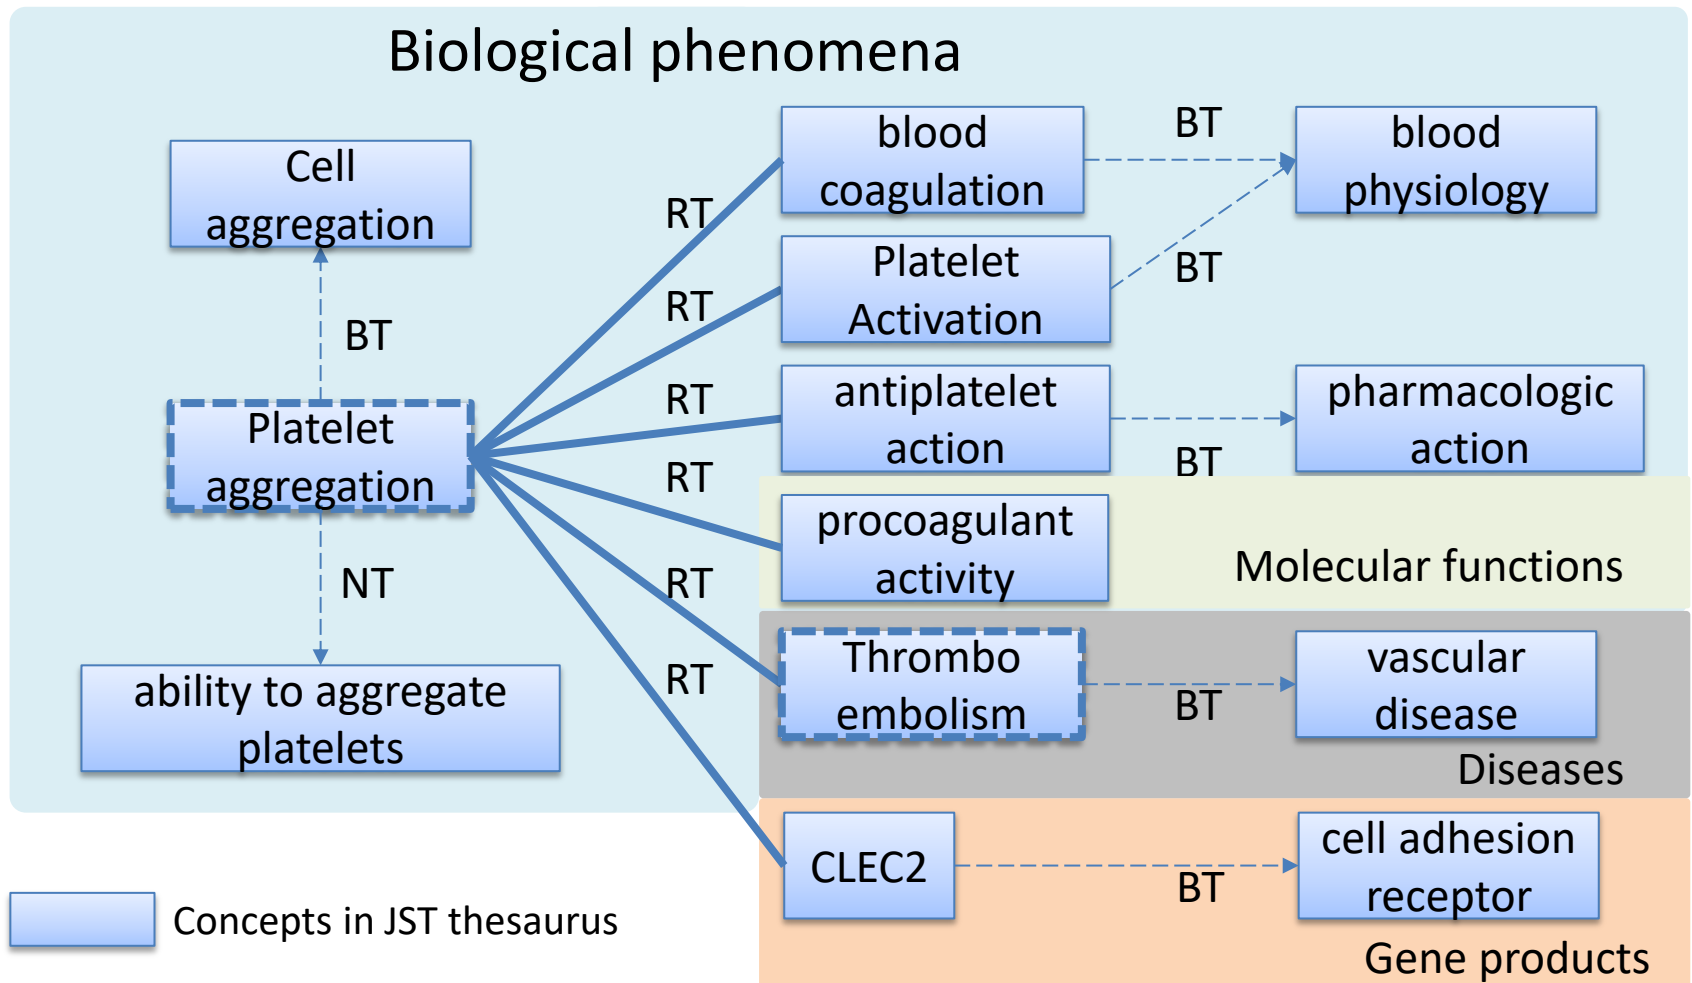 Biological phenomena
Cell
aggregation
BT
Platelet
aggregation
NT
ability to aggregate
platelets
RT
RT
RT
RT
RT
RT
blood
coagulation
BT
blood
physiology
Platelet
Activation
BT
antiplatelet
action
BT
pharmacologic
action
procoagulant
activity
Molecular functions
Thrombo
embolism
BT
vascular
disease
Diseases
CLEC2
BT
cell adhesion
receptor
Gene products
Concepts in JST thesaurus